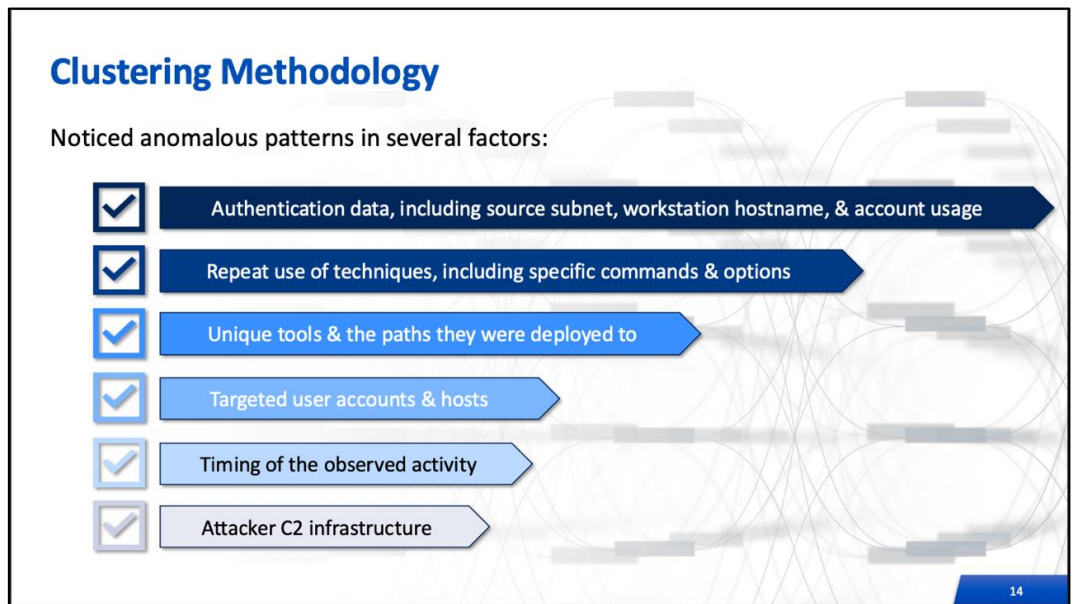 Clustering Methodology
Noticed anomalous patterns in several factors:
Authentication data, including source subnet, workstation hostname, & account usage
Repeat use of techniques, including specific commands & options
Unique tools & the paths they were deployed to
Targeted user accounts & hosts
Timing of the observed activity
Attacker C2 infrastructure
14